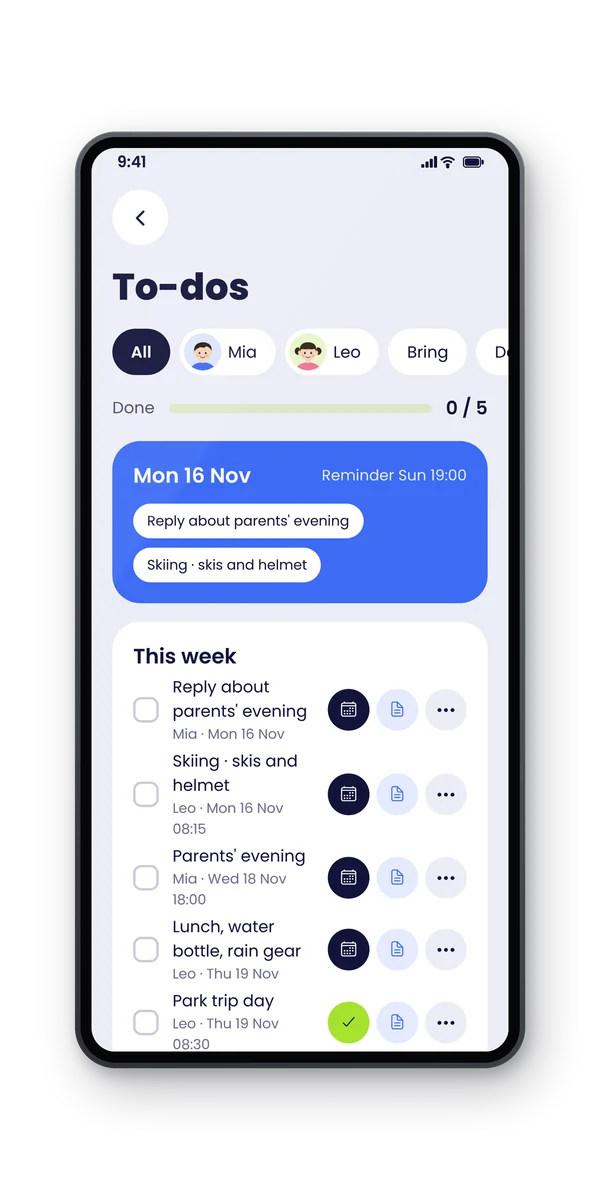 9:41
To-dos
All
Mia
Leo
Bring
Done
0 / 5
Mon 16 Nov
Reminder Sun 19:00
Reply about parents' evening
Skiing · skis and helmet
This week
Reply about
parents' evening
Mia · Mon 16 Nov
Skiing · skis and
helmet
Leo · Mon 16 Nov
08:15
Parents' evening
Mia · Wed 18 Nov
18:00
Lunch, water
bottle, rain gear
Leo · Thu 19 Nov
Park trip day
Leo · Thu 19 Nov
08:30